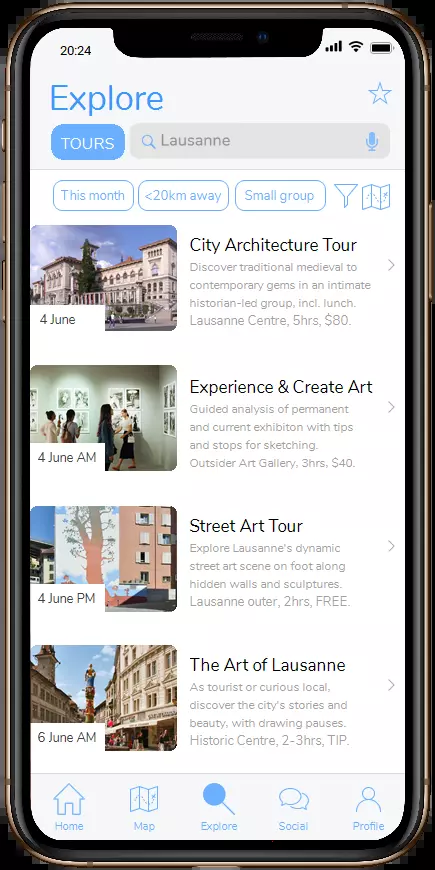 20:24
Explore
TOURS
Lausanne
This month
<20km away
Small group
City Architecture Tour
Discover traditional medieval to
contemporary gems in an intimate
historian-led group, incl. lunch.
Lausanne Centre, 5hrs, $80.
4 June
Experience & Create Art
Guided analysis of permanent
and current exhibiton with tips
and stops for sketching.
Outsider Art Gallery, 3hrs, $40.
4 June AM
Street Art Tour
Explore Lausanne's dynamic
street art scene on foot along
hidden walls and sculptures.
Lausanne outer, 2hrs, FREE.
4 June PM
The Art of Lausanne
As tourist or curious local,
discover the city's stories and
beauty, with drawing pauses.
Historic Centre, 2-3hrs, TIP.
6 June AM
Home
Map
Explore
Social
Profile